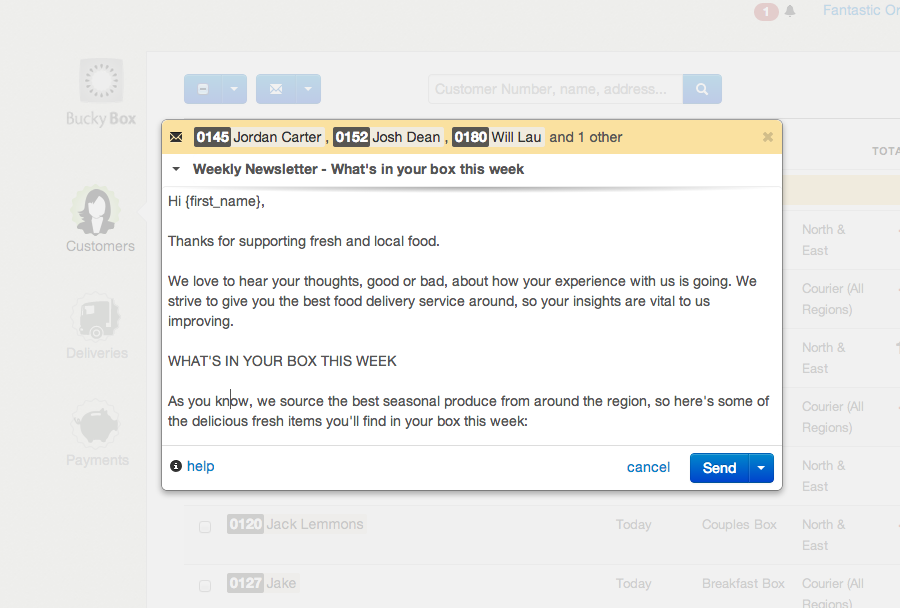 1
Fantastic Or
Bucky Box
Customer Number, name, address...
0145 Jordan Carter , 0152 Josh Dean , 0180 Will Lau and 1 other
Weekly Newsletter - What's in your box this week
Hi {first_name},
Thanks for supporting fresh and local food.
We love to hear your thoughts, good or bad, about how your experience with us is going. We
strive to give you the best food delivery service around, so your insights are vital to us
improving.
WHAT'S IN YOUR BOX THIS WEEK
As you know, we source the best seasonal produce from around the region, so here's some of
the delicious fresh items you'll find in your box this week:
help
cancel
Send
Customers
Deliveries
Payments
TOTA
North &
East
Courier (All
Regions)
North &
East
Courier (All
Regions)
North &
East
0120 Jack Lemmons Today Couples Box North &
East
0127 Jake Today Breakfast Box Courier (All
Regions)